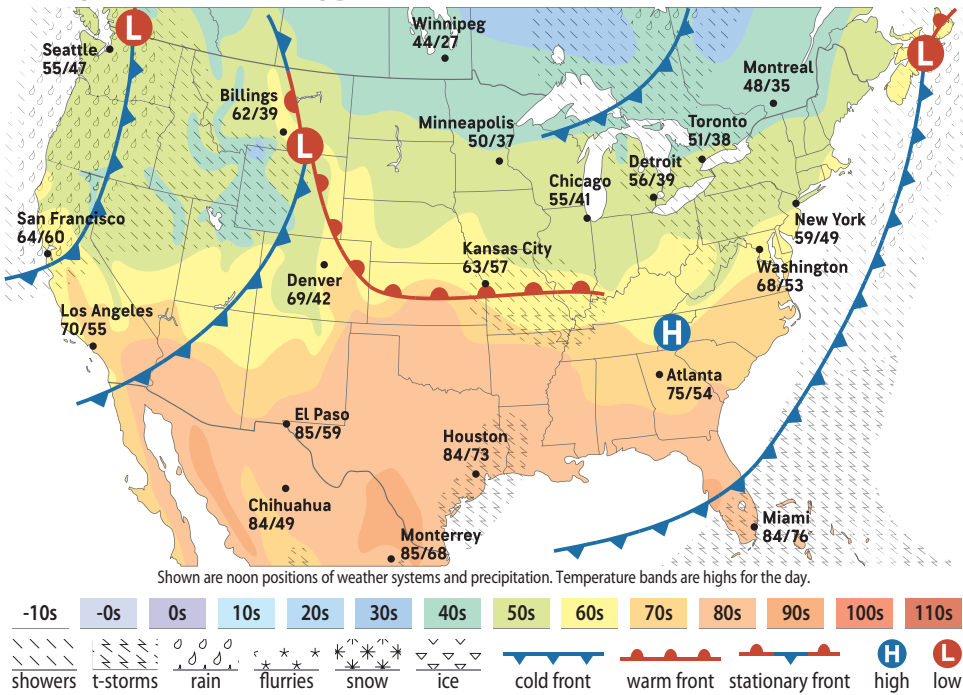 Winnipeg
44/27
L
Seattle
55/47
L
Montreal
48/35
Billings
62/39
Minneapolis
50/37
Toronto
51/38
L
Detroit
56/39
Chicago
55/41
San Francisco
64/60
New York
59/49
Kansas City
63/57
Washington
68/53
Denver
69/42
Los Angeles
70/55
H
Atlanta
75/54
El Paso
85/59
Houston
84/73
Chihuahua
84/49
Miami
84/76
Monterrey
85/68
Shown are noon positions of weather systems and precipitation. Temperature bands are highs for the day.
-10s -0s 0s 10s 20s 30s 40s 50s 60s 70s 80s 90s 100s 110s
H L
showers t-storms rain flurries snow ice cold front warm front stationary front high low